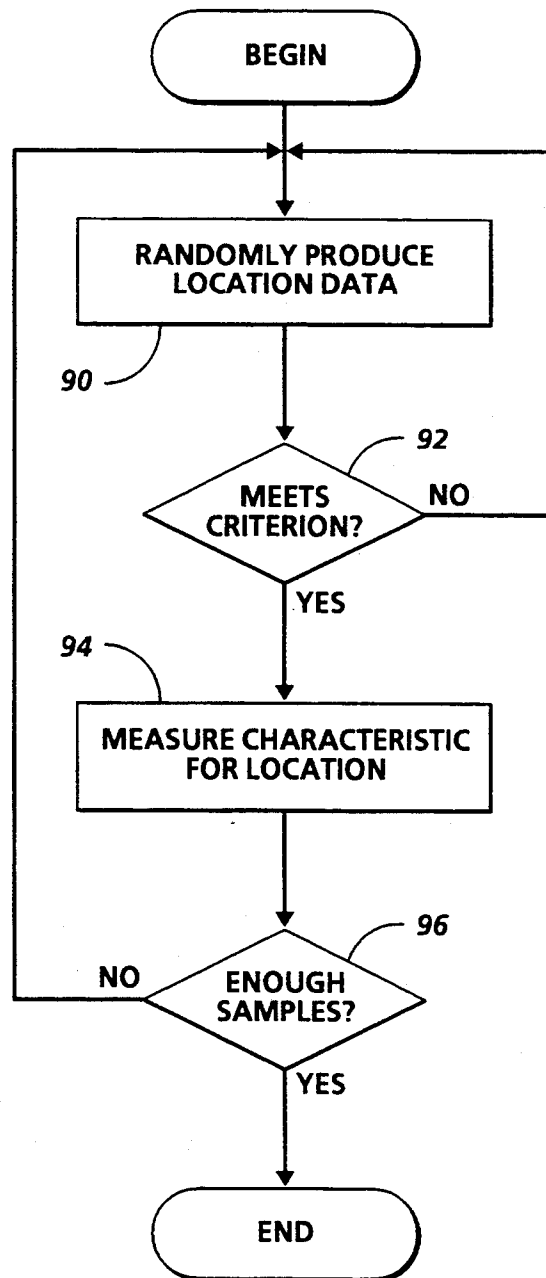 BEGIN
RANDOMLY PRODUCE
LOCATION DATA
90
92
MEETS
CRITERION?
NO
YES
94
MEASURE CHARACTERISTIC
FOR LOCATION
96
NO
ENOUGH
SAMPLES?
YES
END